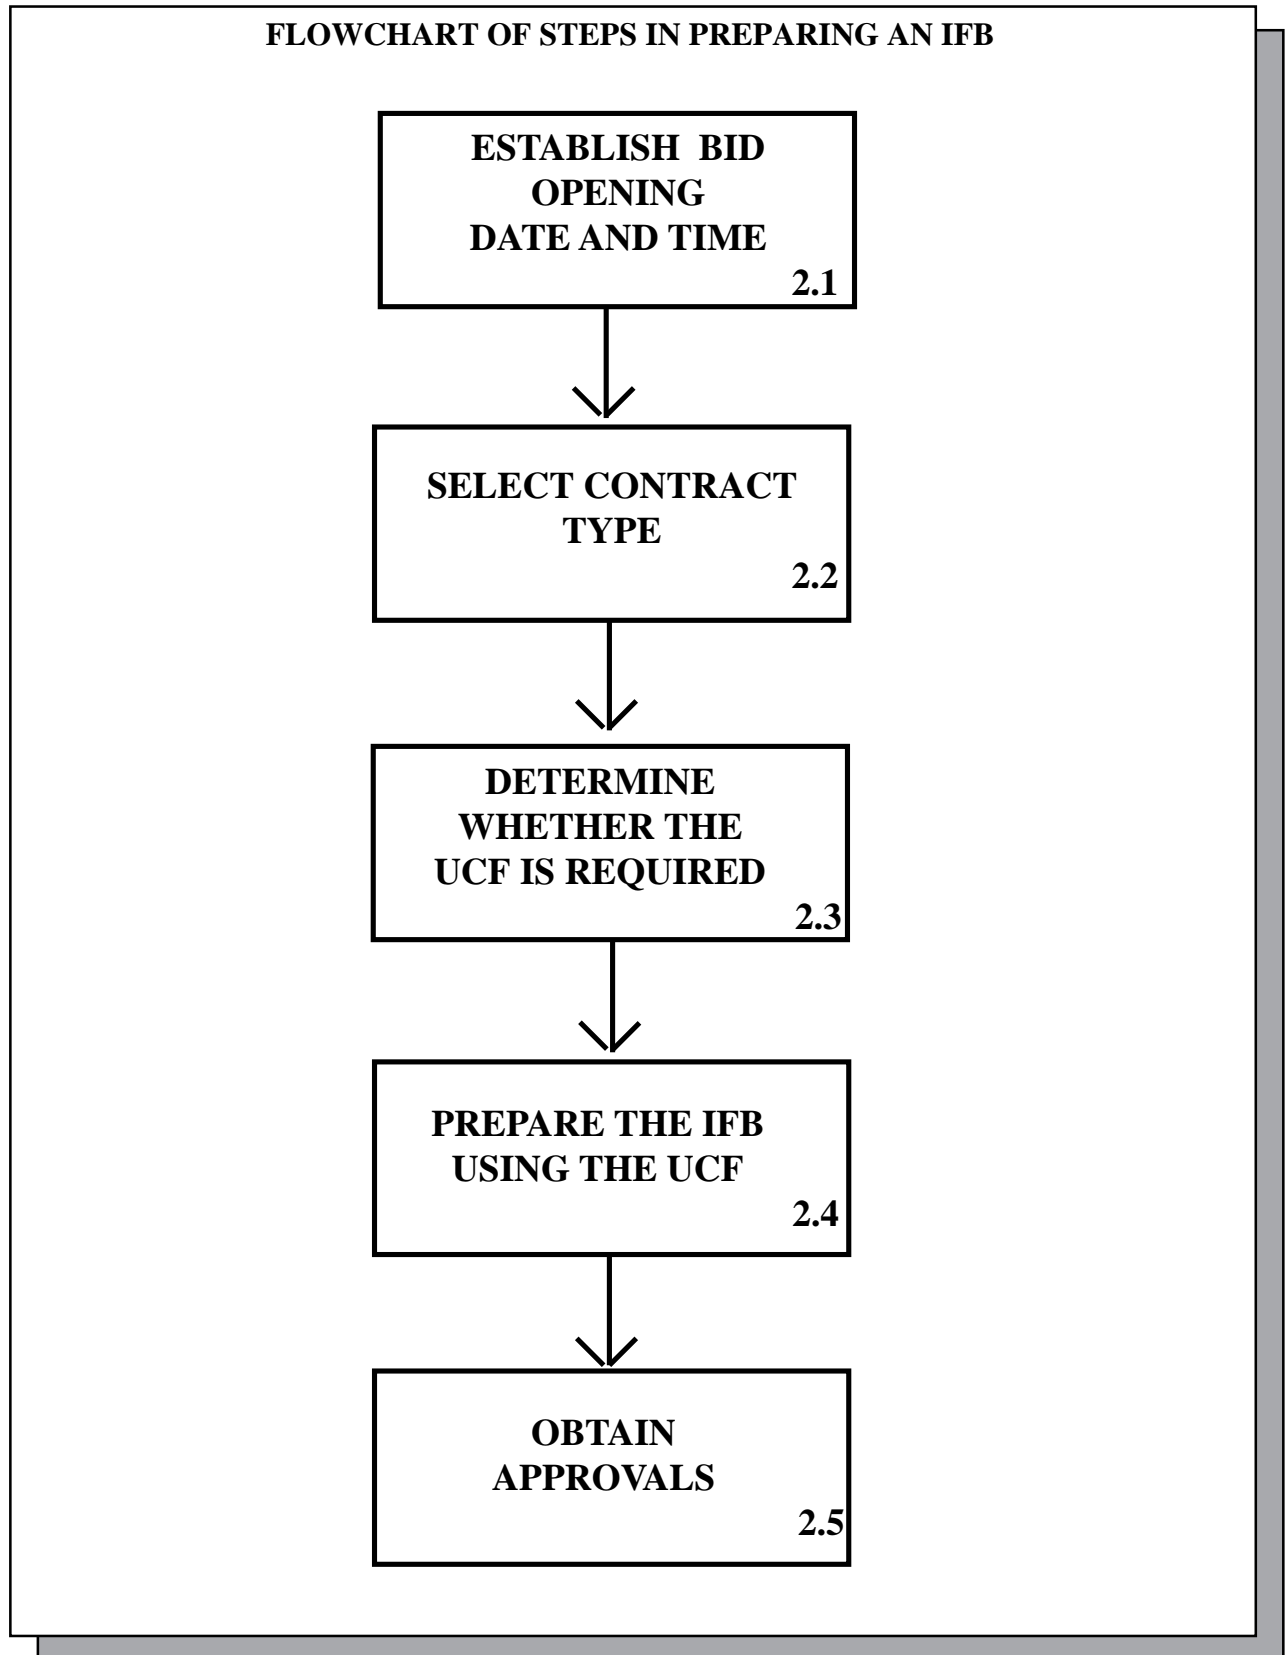 FLOWCHART OF STEPS IN PREPARING AN IFB
ESTABLISH BID
OPENING
DATE AND TIME
2.1
SELECT CONTRACT
TYPE
2.2
DETERMINE
WHETHER THE
UCF IS REQUIRED
2.3
PREPARE THE IFB
USING THE UCF
2.4
OBTAIN
APPROVALS
2.5